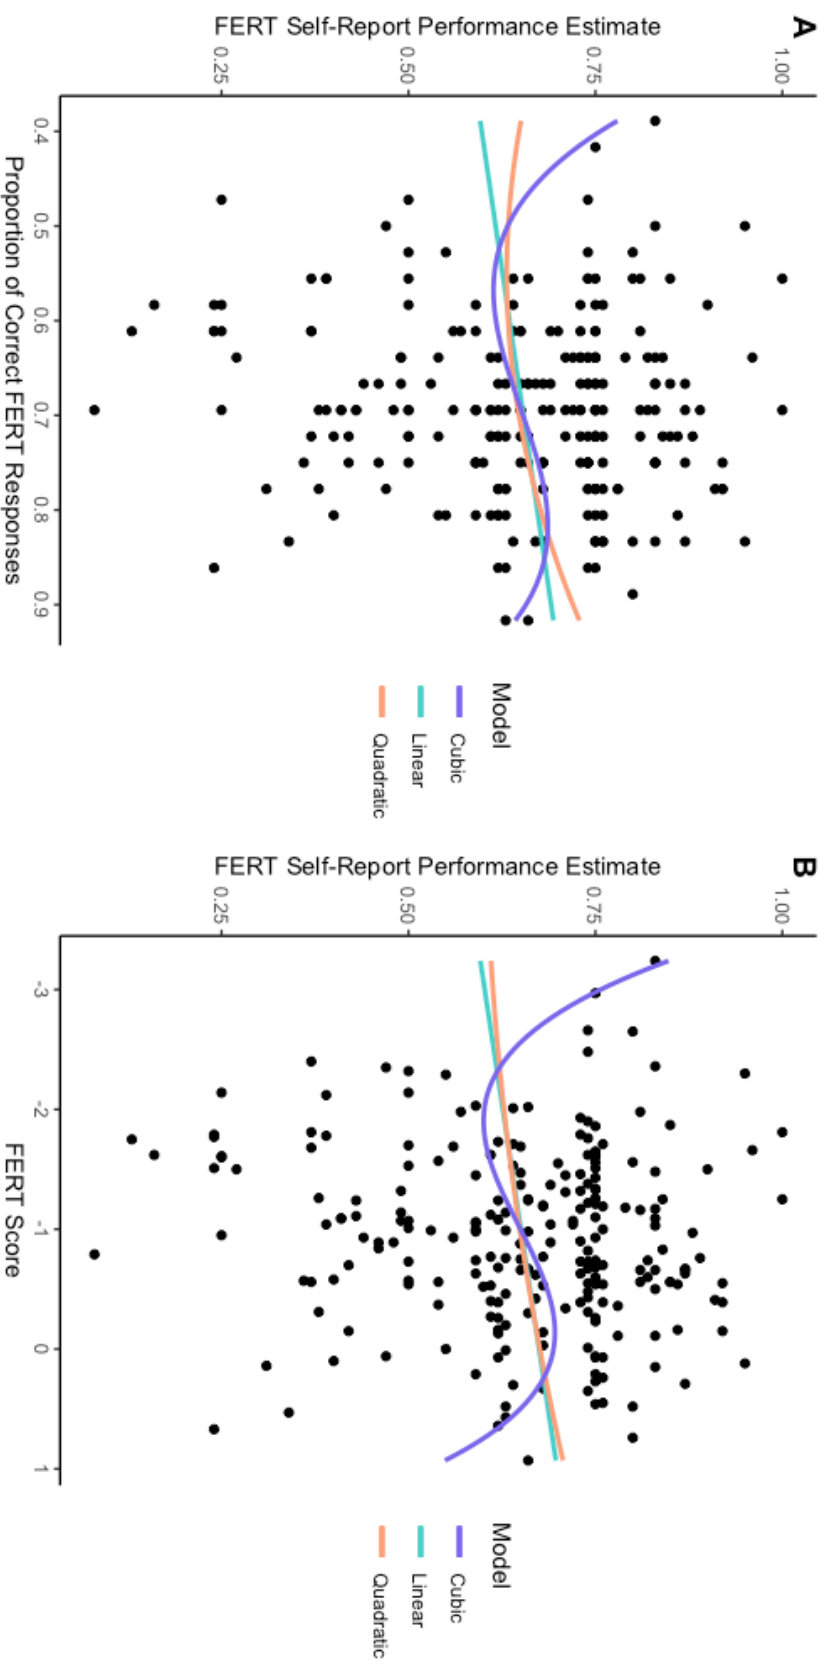 A
FERT Self-Report Performance Estimate
1.00
0.75
0.50
0.25
0.4
0.5
0.6
0.7
0.8
0.9
Proportion of Correct FERT Responses
Model
Cubic
Linear
Quadratic
B
FERT Self-Report Performance Estimate
1.00
0.75
0.50
0.25
-3
-2
-1
0
1
FERT Score
Model
Cubic
Linear
Quadratic